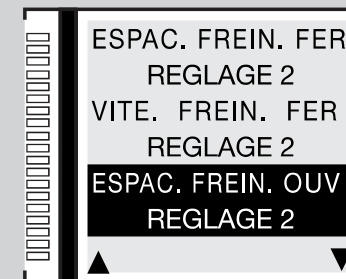 ESPAC. FREIN. FER
REGLAGE 2
VITE. FREIN. FER
REGLAGE 2
ESPAC. FREIN. OUV
REGLAGE 2